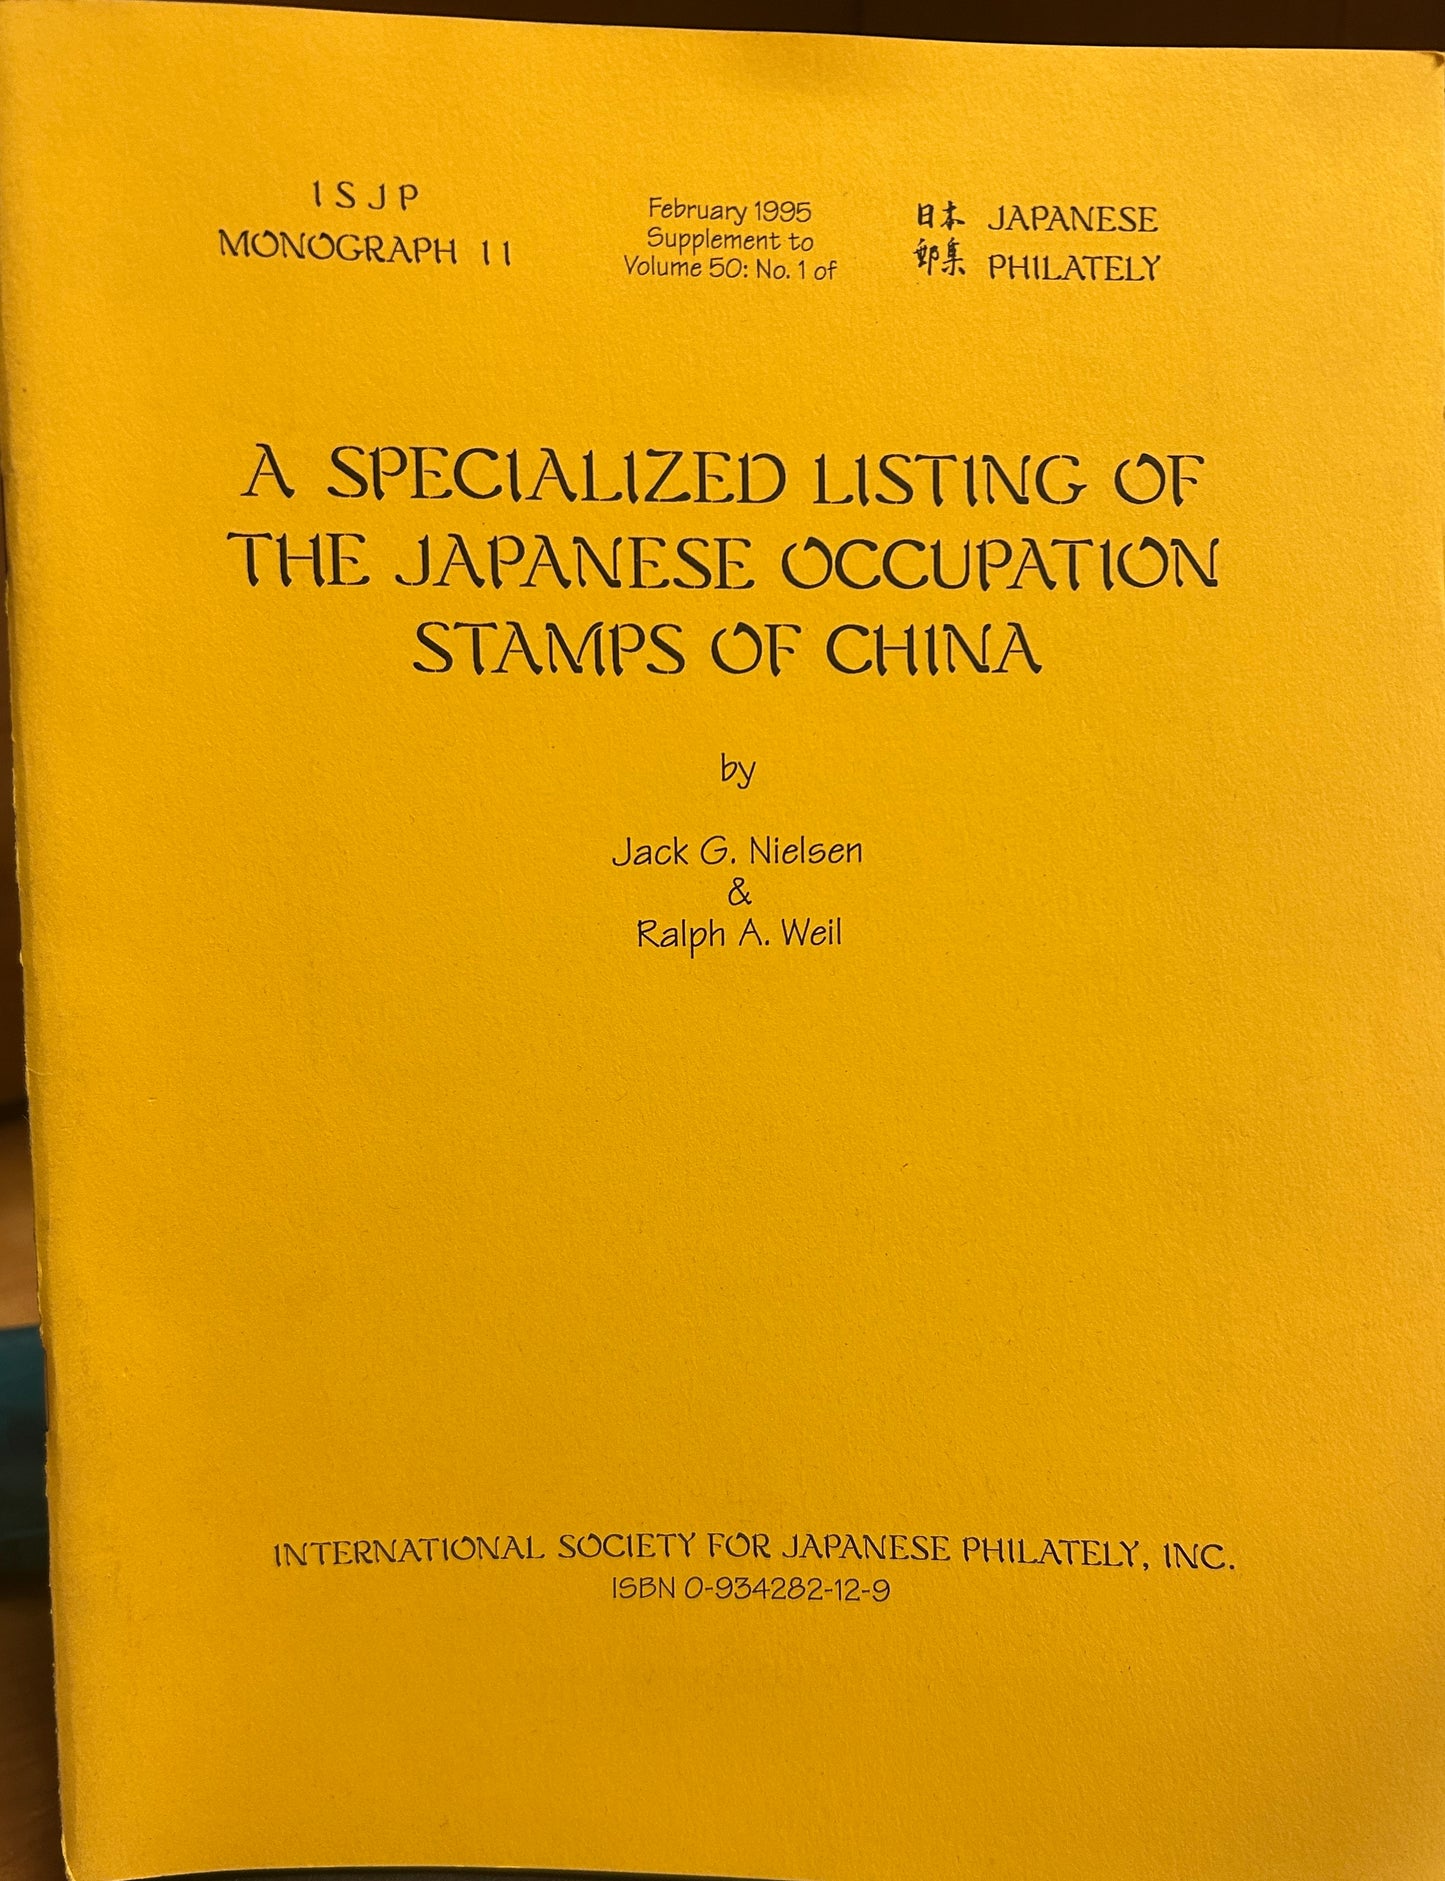 ISJP
MONOGRAPH 11
February 1995
Supplement to
Volume 50: No. 1 of
日本 JAPANESE
郵集 PHILATELY
A SPECIALIZED LISTING OF
THE JAPANESE OCCUPATION
STAMPS OF CHINA
by
Jack G. Nielsen
&
Ralph A. Weil
INTERNATIONAL SOCIETY FOR JAPANESE PHILATELY, INC.
ISBN 0-934282-12-9